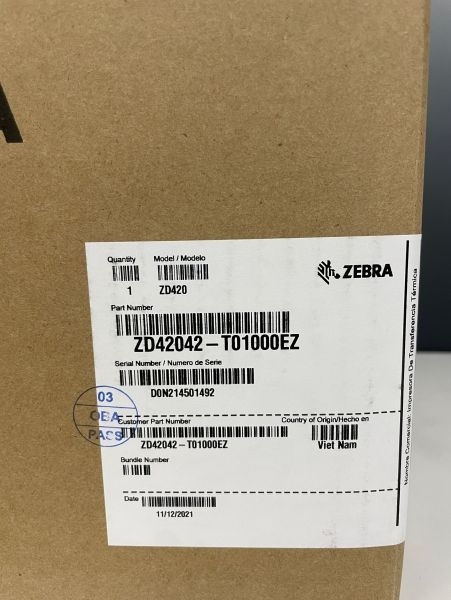 A
Quantity Model / Modelo
1 ZD420
ZEBRA
Part Number
ZD42042-T01000EZ
Serial Number / Numero de Serie
D0N214501492
03
OBA
PASS
Customer Part Number Country of Origin/Hecho en
ZD42042-T01000EZ Viet Nam
Bundle Number
Date
11/12/2021
Nombre Comercial: Impresora De Transferencia Térmica